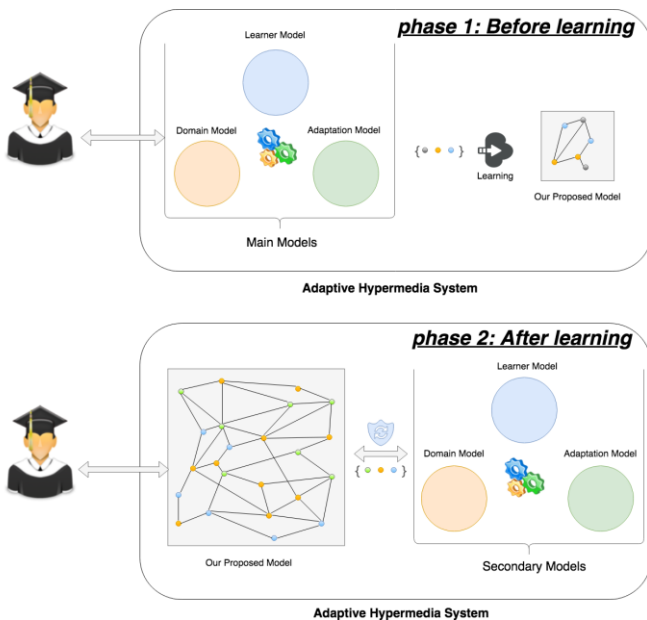 phase 1: Before learning
Learner Model
Domain Model
Adaptation Model
{ }
Learning
Our Proposed Model
Main Models
Adaptive Hypermedia System
phase 2: After learning
Learner Model
Domain Model
Adaptation Model
{ }
Our Proposed Model
Secondary Models
Adaptive Hypermedia System